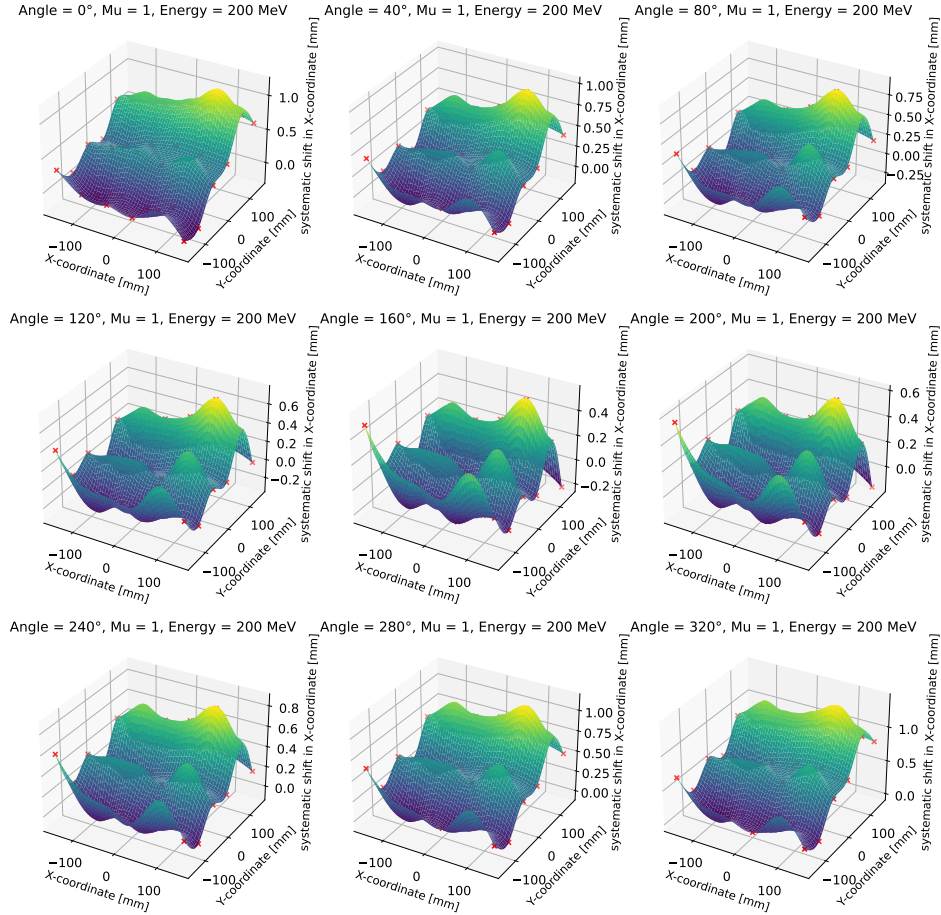 Angle = 0°, Mu = 1, Energy = 200 MeV
1.0
0.5
0.0
systematic shift in X-coordinate [mm]
−100
0
100
X-coordinate [mm]
−100
0
100
Y-coordinate [mm]
Angle = 40°, Mu = 1, Energy = 200 MeV
1.00
0.75
0.50
0.25
0.00
systematic shift in X-coordinate [mm]
−100
0
100
X-coordinate [mm]
−100
0
100
Y-coordinate [mm]
Angle = 80°, Mu = 1, Energy = 200 MeV
0.75
0.50
0.25
0.00
−0.25
systematic shift in X-coordinate [mm]
−100
0
100
X-coordinate [mm]
−100
0
100
Y-coordinate [mm]
Angle = 120°, Mu = 1, Energy = 200 MeV
0.6
0.4
0.2
0.0
−0.2
systematic shift in X-coordinate [mm]
−100
0
100
X-coordinate [mm]
−100
0
100
Y-coordinate [mm]
Angle = 160°, Mu = 1, Energy = 200 MeV
0.4
0.2
0.0
−0.2
systematic shift in X-coordinate [mm]
−100
0
100
X-coordinate [mm]
−100
0
100
Y-coordinate [mm]
Angle = 200°, Mu = 1, Energy = 200 MeV
0.6
0.4
0.2
0.0
systematic shift in X-coordinate [mm]
−100
0
100
X-coordinate [mm]
−100
0
100
Y-coordinate [mm]
Angle = 240°, Mu = 1, Energy = 200 MeV
0.8
0.6
0.4
0.2
0.0
systematic shift in X-coordinate [mm]
−100
0
100
X-coordinate [mm]
−100
0
100
Y-coordinate [mm]
Angle = 280°, Mu = 1, Energy = 200 MeV
1.00
0.75
0.50
0.25
0.00
systematic shift in X-coordinate [mm]
−100
0
100
X-coordinate [mm]
−100
0
100
Y-coordinate [mm]
Angle = 320°, Mu = 1, Energy = 200 MeV
1.0
0.5
0.0
systematic shift in X-coordinate [mm]
−100
0
100
X-coordinate [mm]
−100
0
100
Y-coordinate [mm]